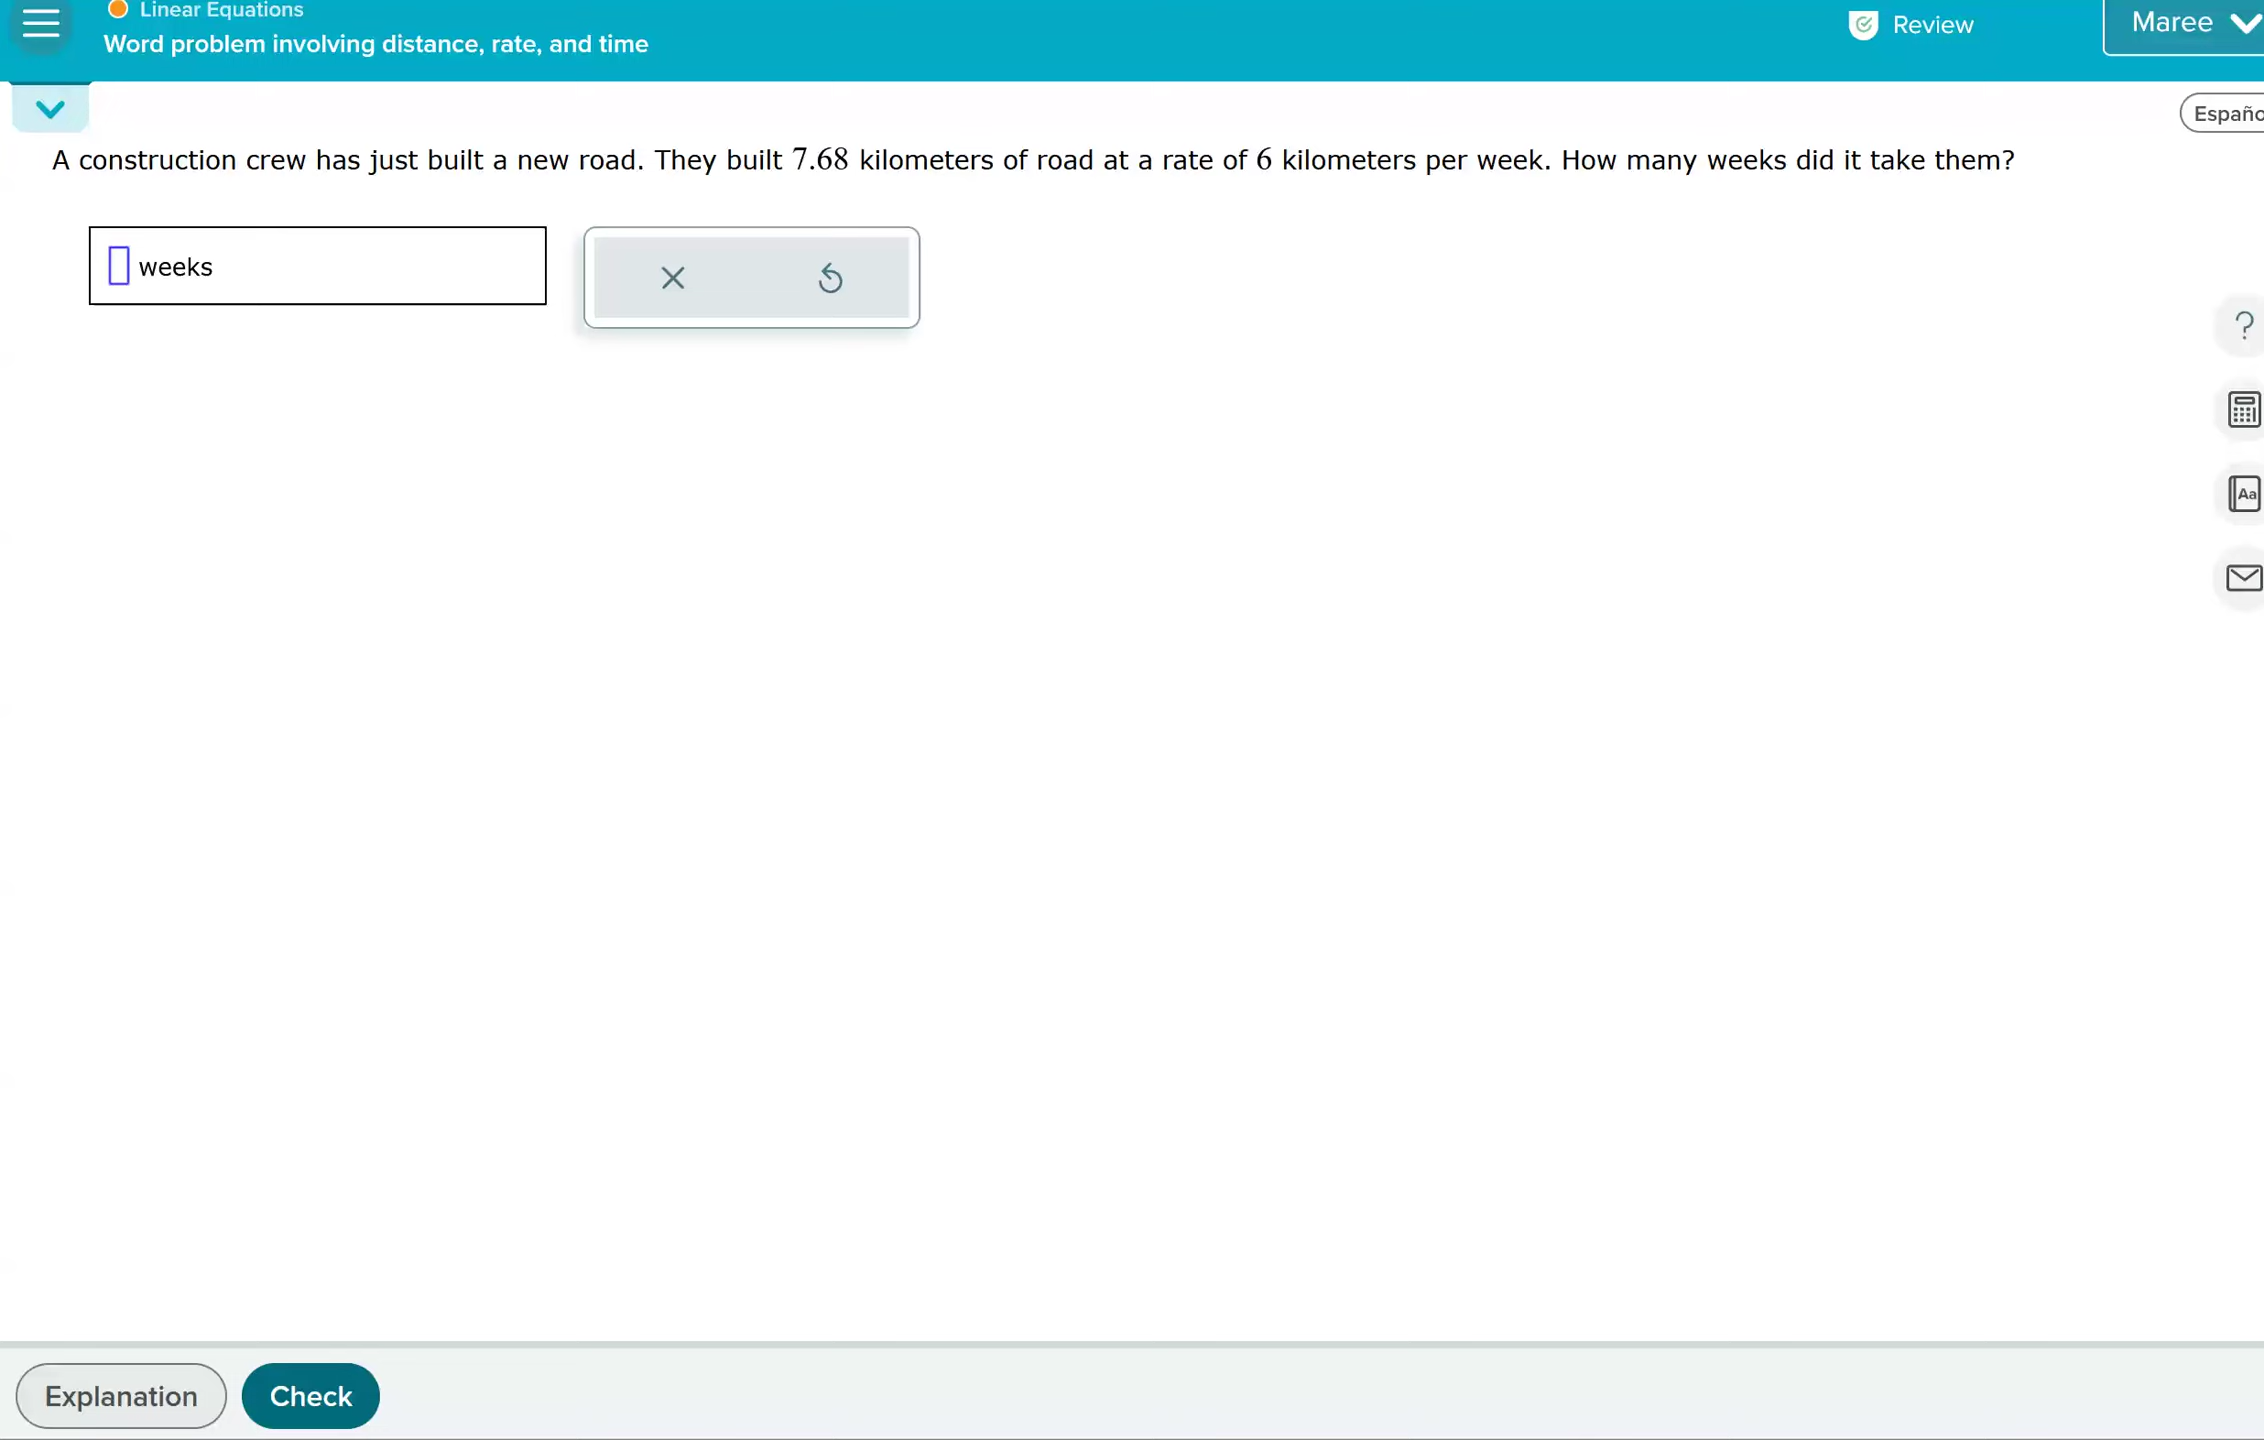 Linear Equations
Word problem involving distance, rate, and time
Review
Maree
Españo
A construction crew has just built a new road. They built 7.68 kilometers of road at a rate of 6 kilometers per week. How many weeks did it take them?
weeks
?
Aa
Explanation
Check